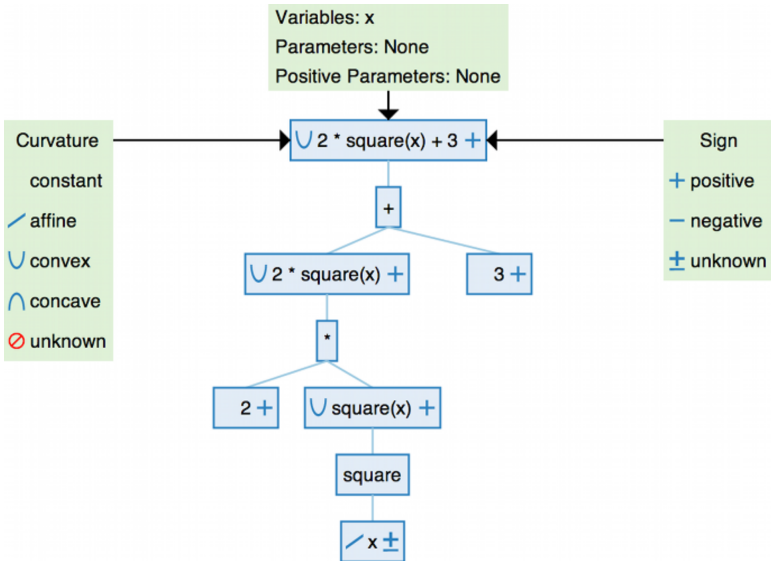 Variables: x
Parameters: None
Positive Parameters: None
Curvature
constant
affine
convex
concave
unknown
2 * square(x) + 3 +
Sign
+ positive
− negative
± unknown
+
2 * square(x) +
3 +
*
2 +
square(x) +
square
x ±